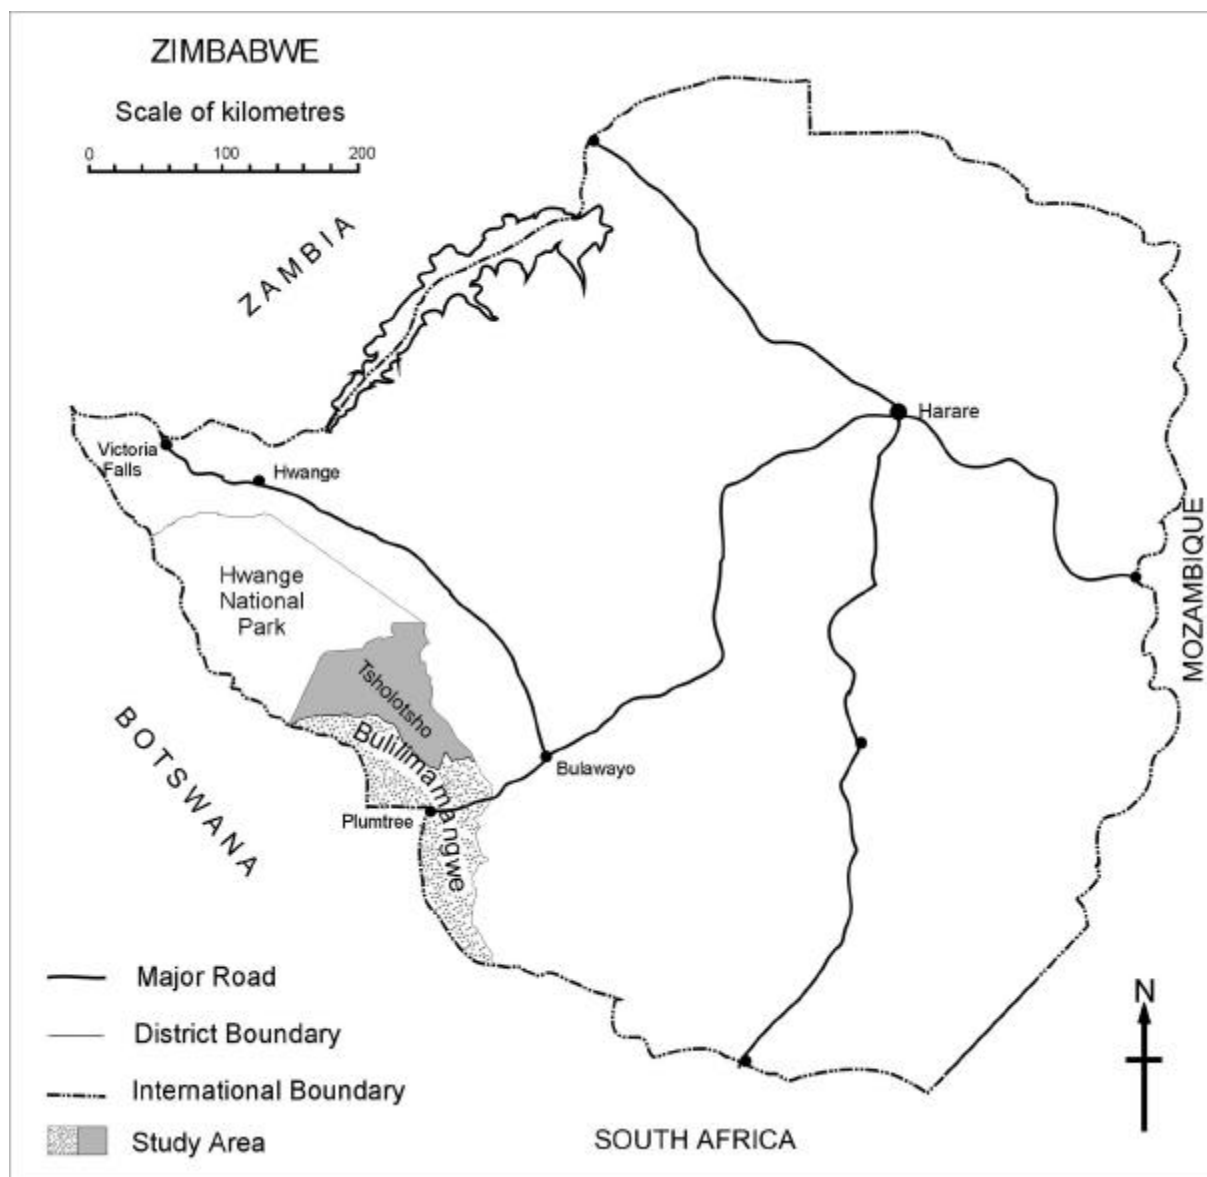 ZIMBABWE
Scale of kilometres
0 100 200
ZAMBIA
Harare
Victoria
Falls
Hwange
MOZAMBIQUE
Hwange
National
Park
Tsholotsho
BOTSWANA
Bulilimamangwe
Bulawayo
Plumtree
Major Road
District Boundary
International Boundary
Study Area
N
SOUTH AFRICA